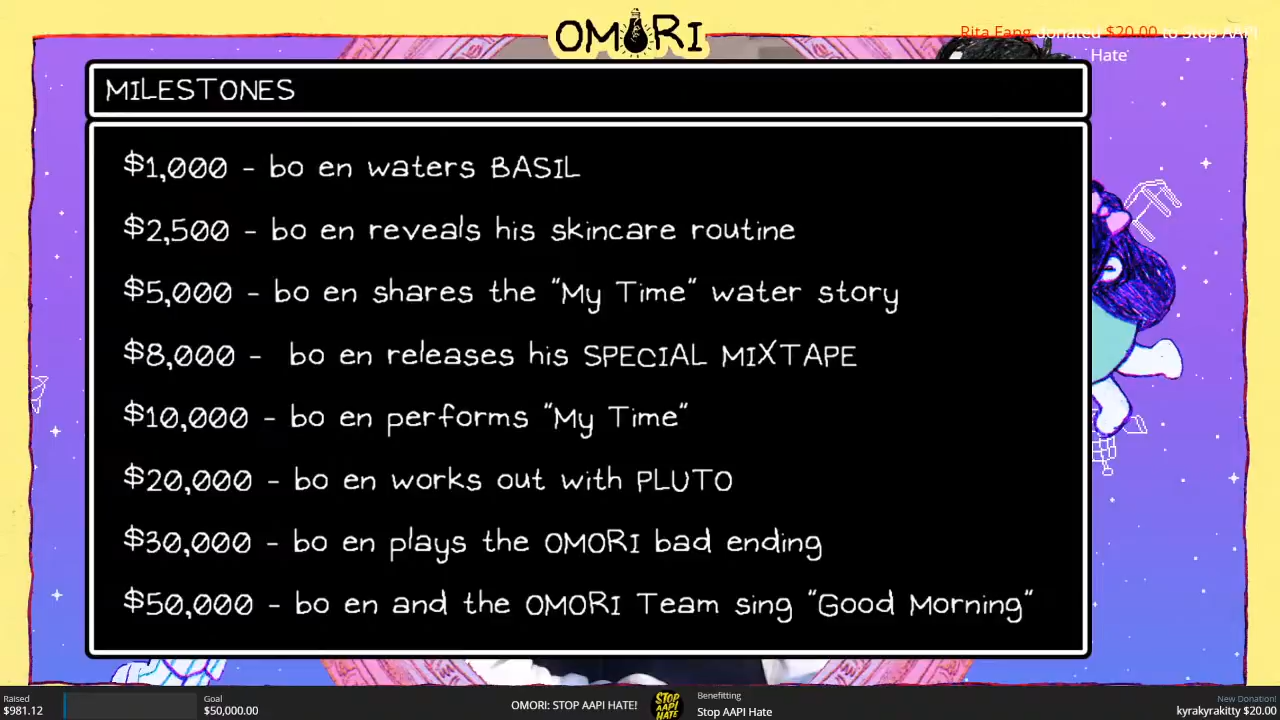 OMORI
Rita Fang donated $20.00 to Stop AAPI
Hate
MILESTONES
$1,000 - bo en waters BASIL
$2,500 - bo en reveals his skincare routine
$5,000 - bo en shares the "My Time" water story
$8,000 - bo en releases his SPECIAL MIXTAPE
$10,000 - bo en performs "My Time"
$20,000 - bo en works out with PLUTO
$30,000 - bo en plays the OMORI bad ending
$50,000 - bo en and the OMORI Team sing "Good Morning"
Raised
$981.12
Goal
$50,000.00
OMORI: STOP AAPI HATE!
STOP
AAPI
HATE
Benefitting
Stop AAPI Hate
New Donation!
kyrakyrakitty $20.00